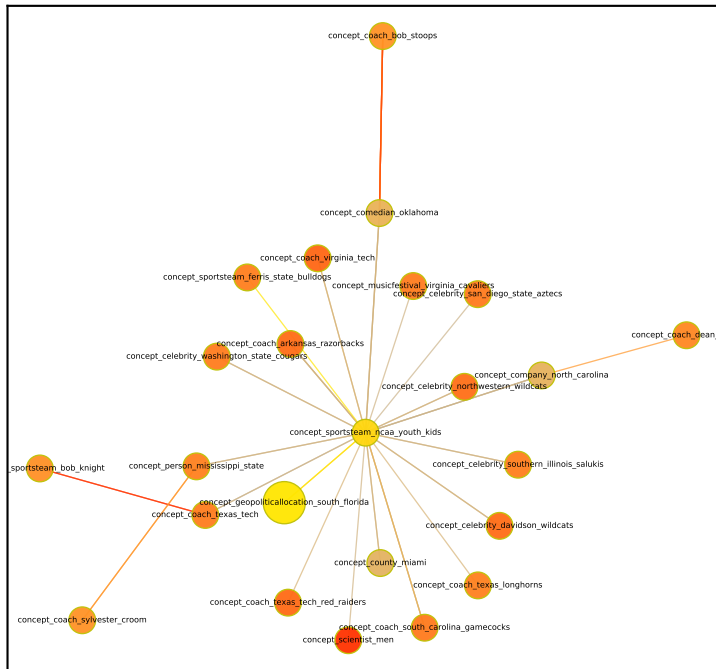 concept_coach_bob_stoops
concept_comedian_oklahoma
concept_coach_virginia_tech
concept_sportsteam_ferris_state_bulldogs
concept_musicfestival_virginia_cavaliers
concept_celebrity_san_diego_state_aztecs
concept_coach_arkansas_razorbacks
concept_coach_dean_
concept_celebrity_washington_state_cougars
concept_company_north_carolina
concept_celebrity_northwestern_wildcats
concept_sportsteam_ncaa_youth_kids
concept_celebrity_southern_illinois_salukis
_sportsteam_bob_knight
concept_person_mississippi_state
concept_geopoliticallocation_south_florida
concept_coach_texas_tech
concept_celebrity_davidson_wildcats
concept_county_miami
concept_coach_texas_longhorns
concept_coach_texas_tech_red_raiders
concept_coach_sylvester_croom
concept_coach_south_carolina_gamecocks
concept_scientist_men